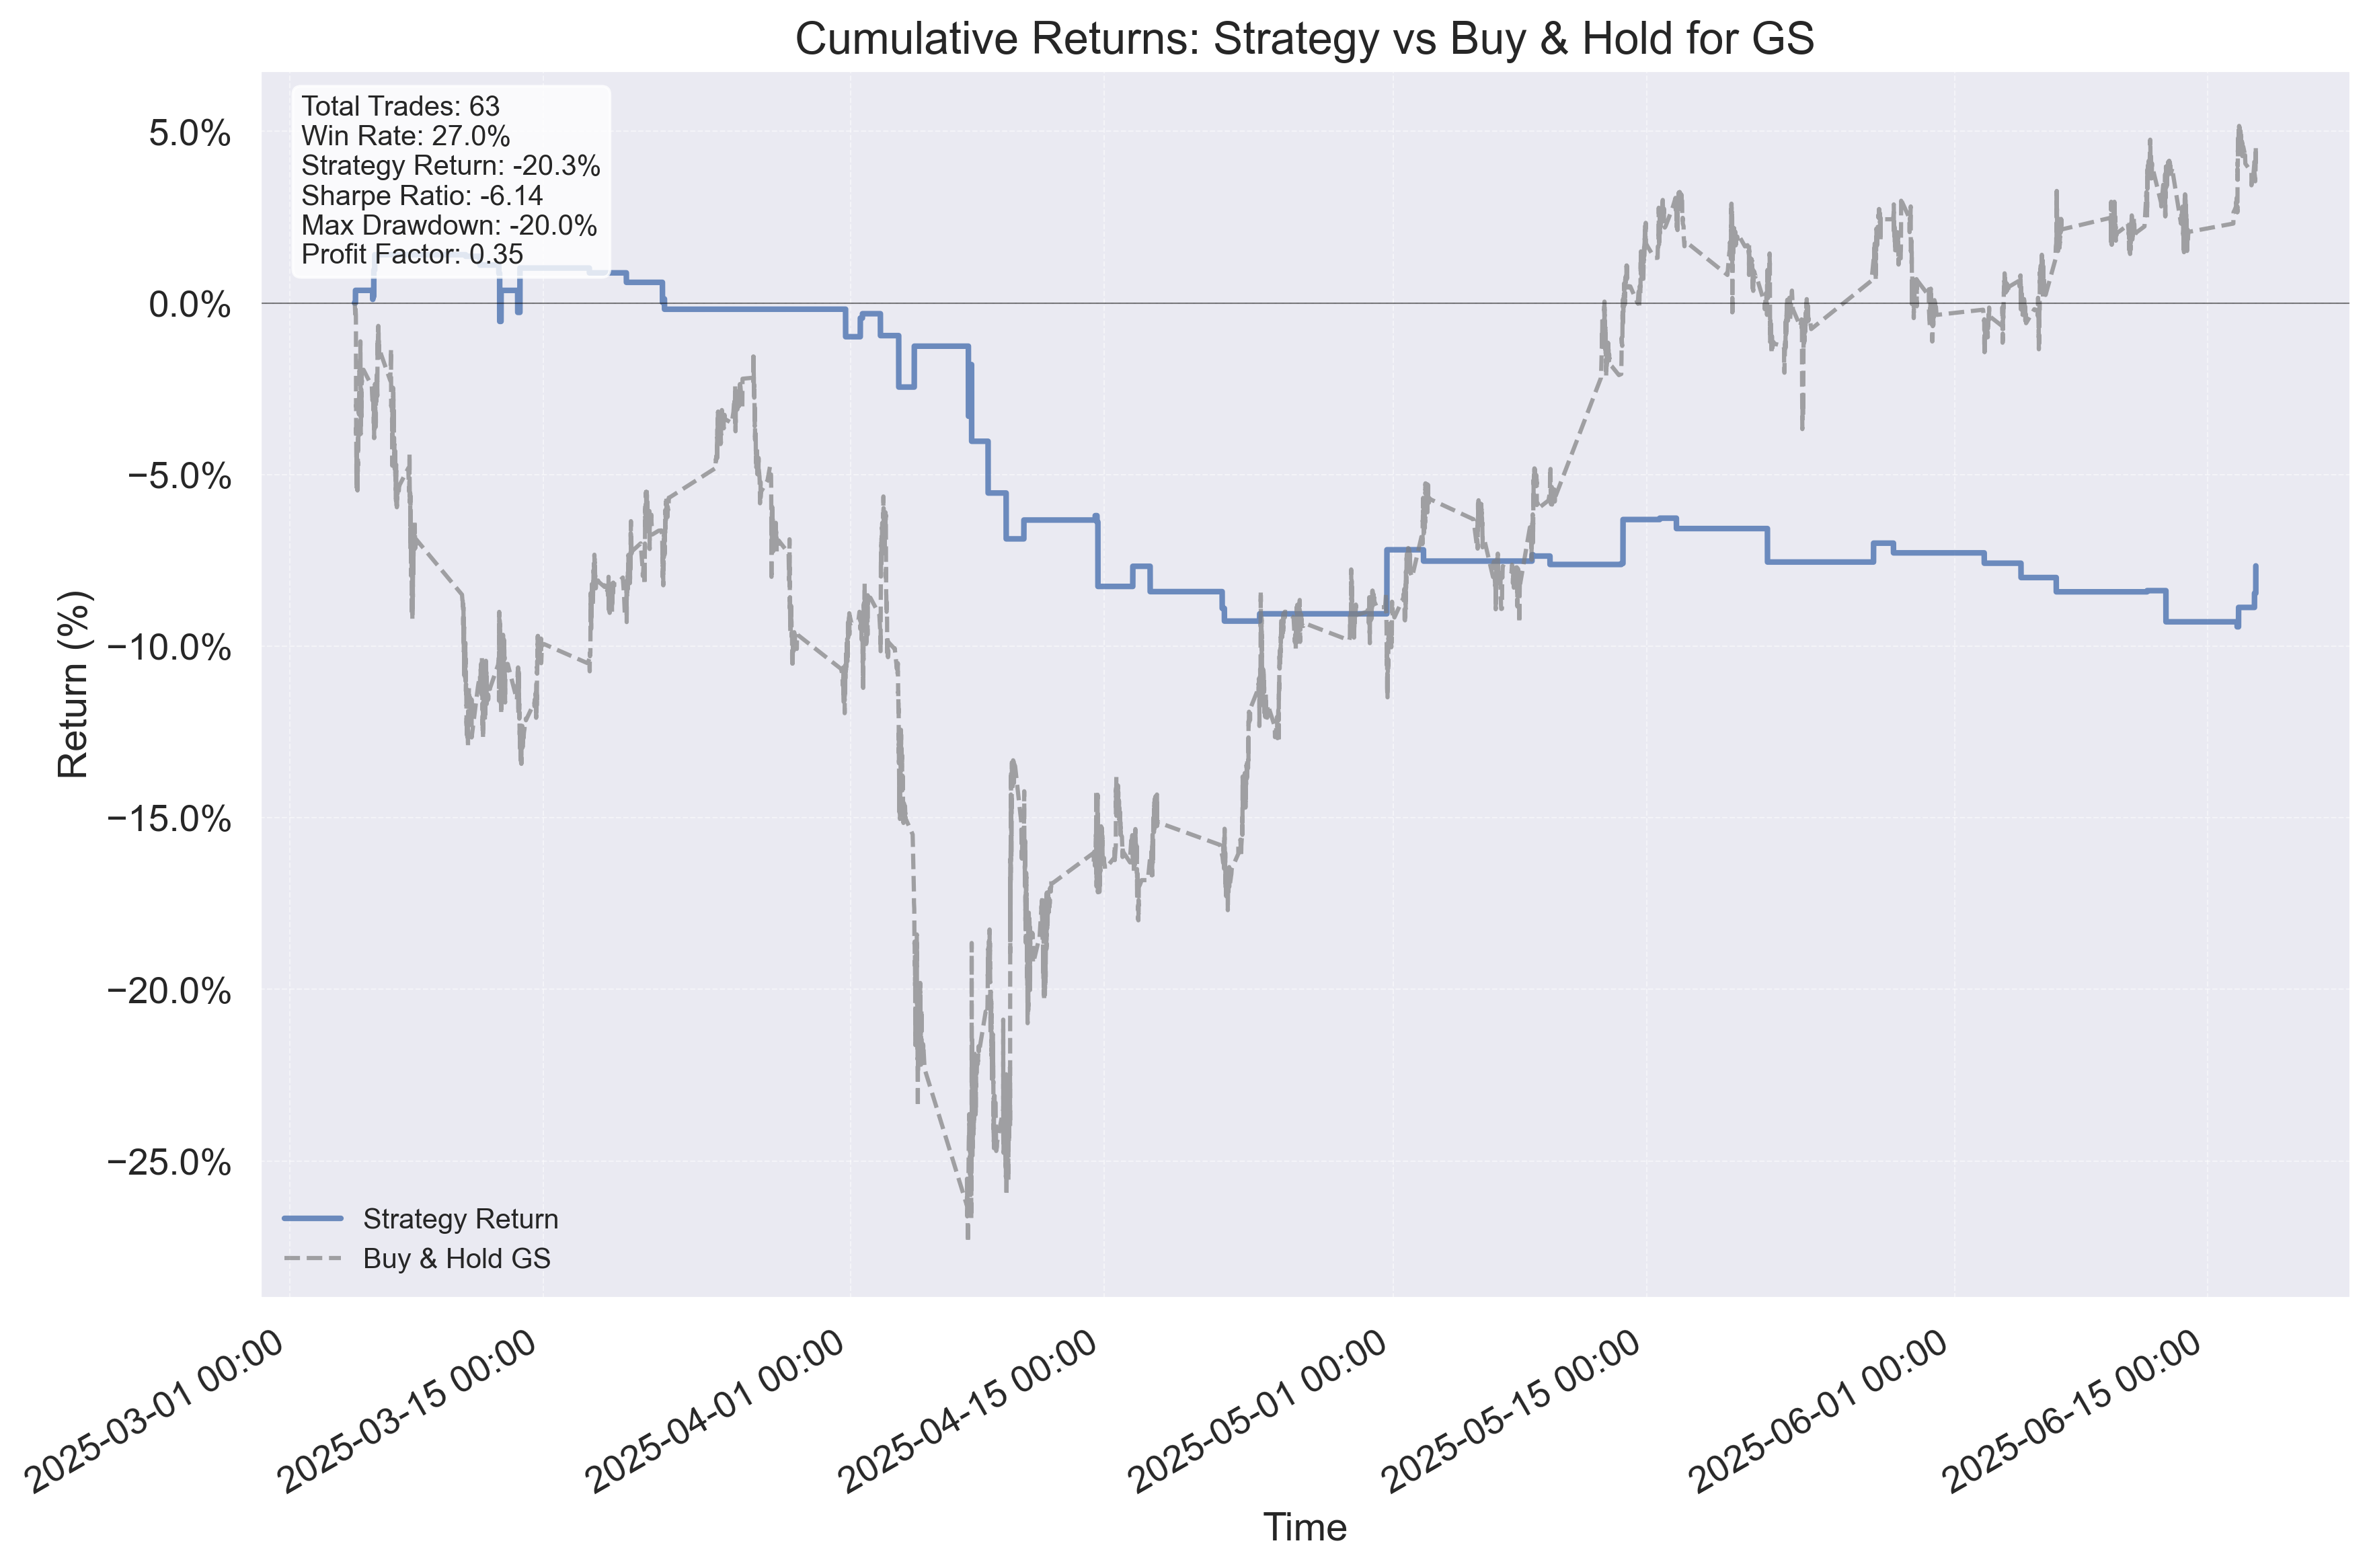 Cumulative Returns: Strategy vs Buy & Hold for GS
Total Trades: 63
Win Rate: 27.0%
Strategy Return: -20.3%
Sharpe Ratio: -6.14
Max Drawdown: -20.0%
Profit Factor: 0.35
5.0%
0.0%
−5.0%
−10.0%
−15.0%
−20.0%
−25.0%
Return (%)
Strategy Return
Buy & Hold GS
2025-03-01 00:00
2025-03-15 00:00
2025-04-01 00:00
2025-04-15 00:00
2025-05-01 00:00
2025-05-15 00:00
2025-06-01 00:00
2025-06-15 00:00
Time